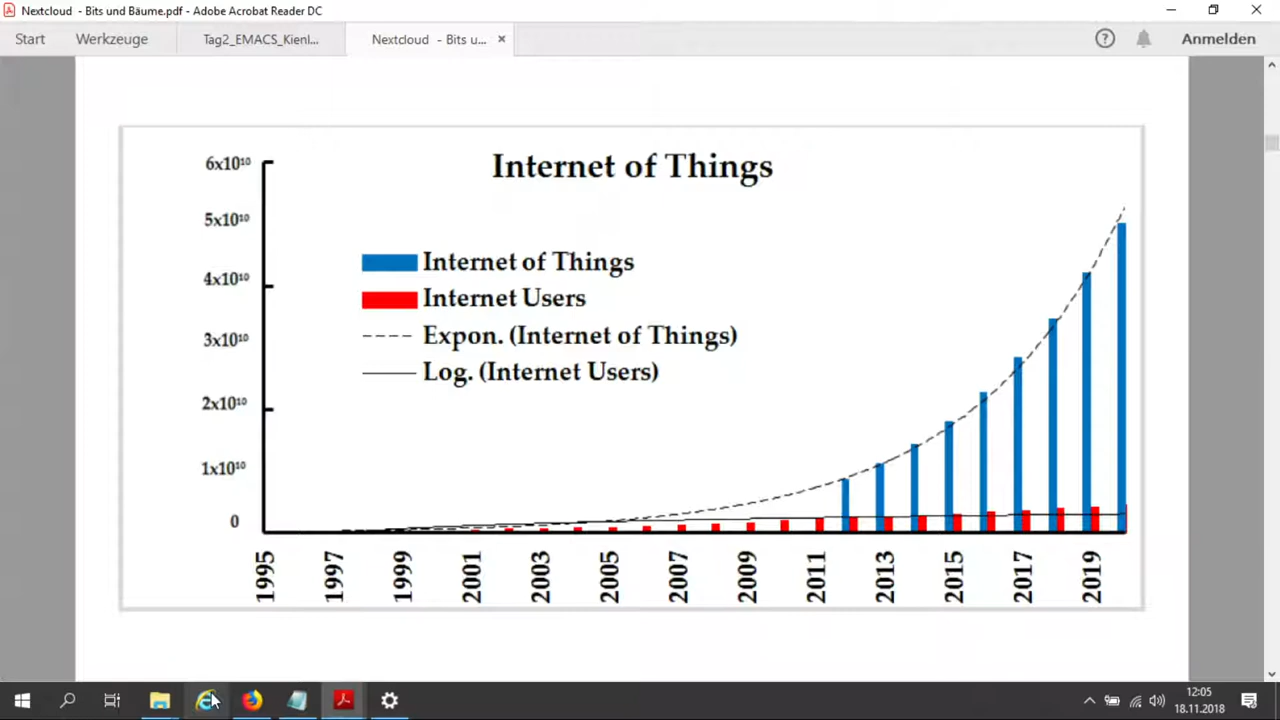 Nextcloud - Bits und Bäume.pdf - Adobe Acrobat Reader DC
Start
Werkzeuge
Tag2_EMACS_Kienl...
Nextcloud - Bits u...
Anmelden
Internet of Things
6x10¹⁰
5x10¹⁰
4x10¹⁰
3x10¹⁰
2x10¹⁰
1x10¹⁰
0
Internet of Things
Internet Users
Expon. (Internet of Things)
Log. (Internet Users)
1995
1997
1999
2001
2003
2005
2007
2009
2011
2013
2015
2017
2019
12:05
18.11.2018